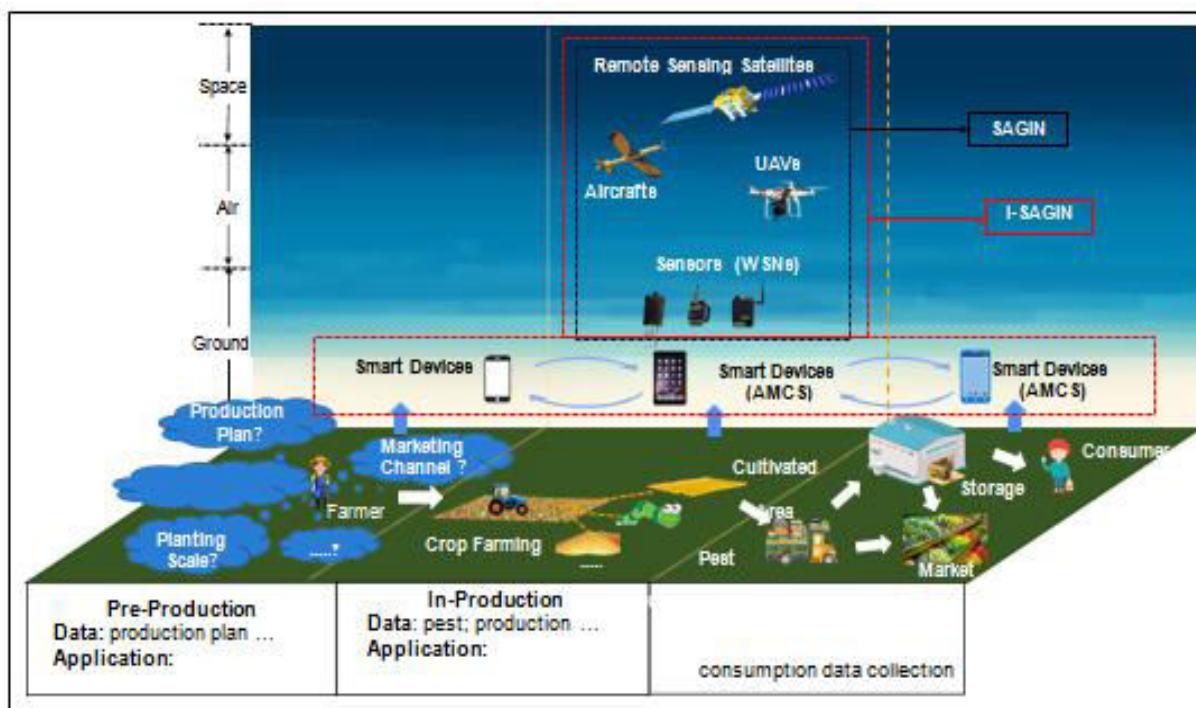 Space
Remote Sensing Satellites
SAGIN
Aircrafts
UAVs
Air
I-SAGIN
Sensors (WSNs)
Ground
Smart Devices
Smart Devices
(AMCS)
Smart Devices
(AMCS)
Production
Plan?
Marketing
Channel ?
Farmer
Planting
Scale?
.....?
Crop Farming
.....
Cultivated
Area
Pest
Storage
Consumer
Market
Pre-Production
Data: production plan ...
Application:
In-Production
Data: pest; production ...
Application:
consumption data collection